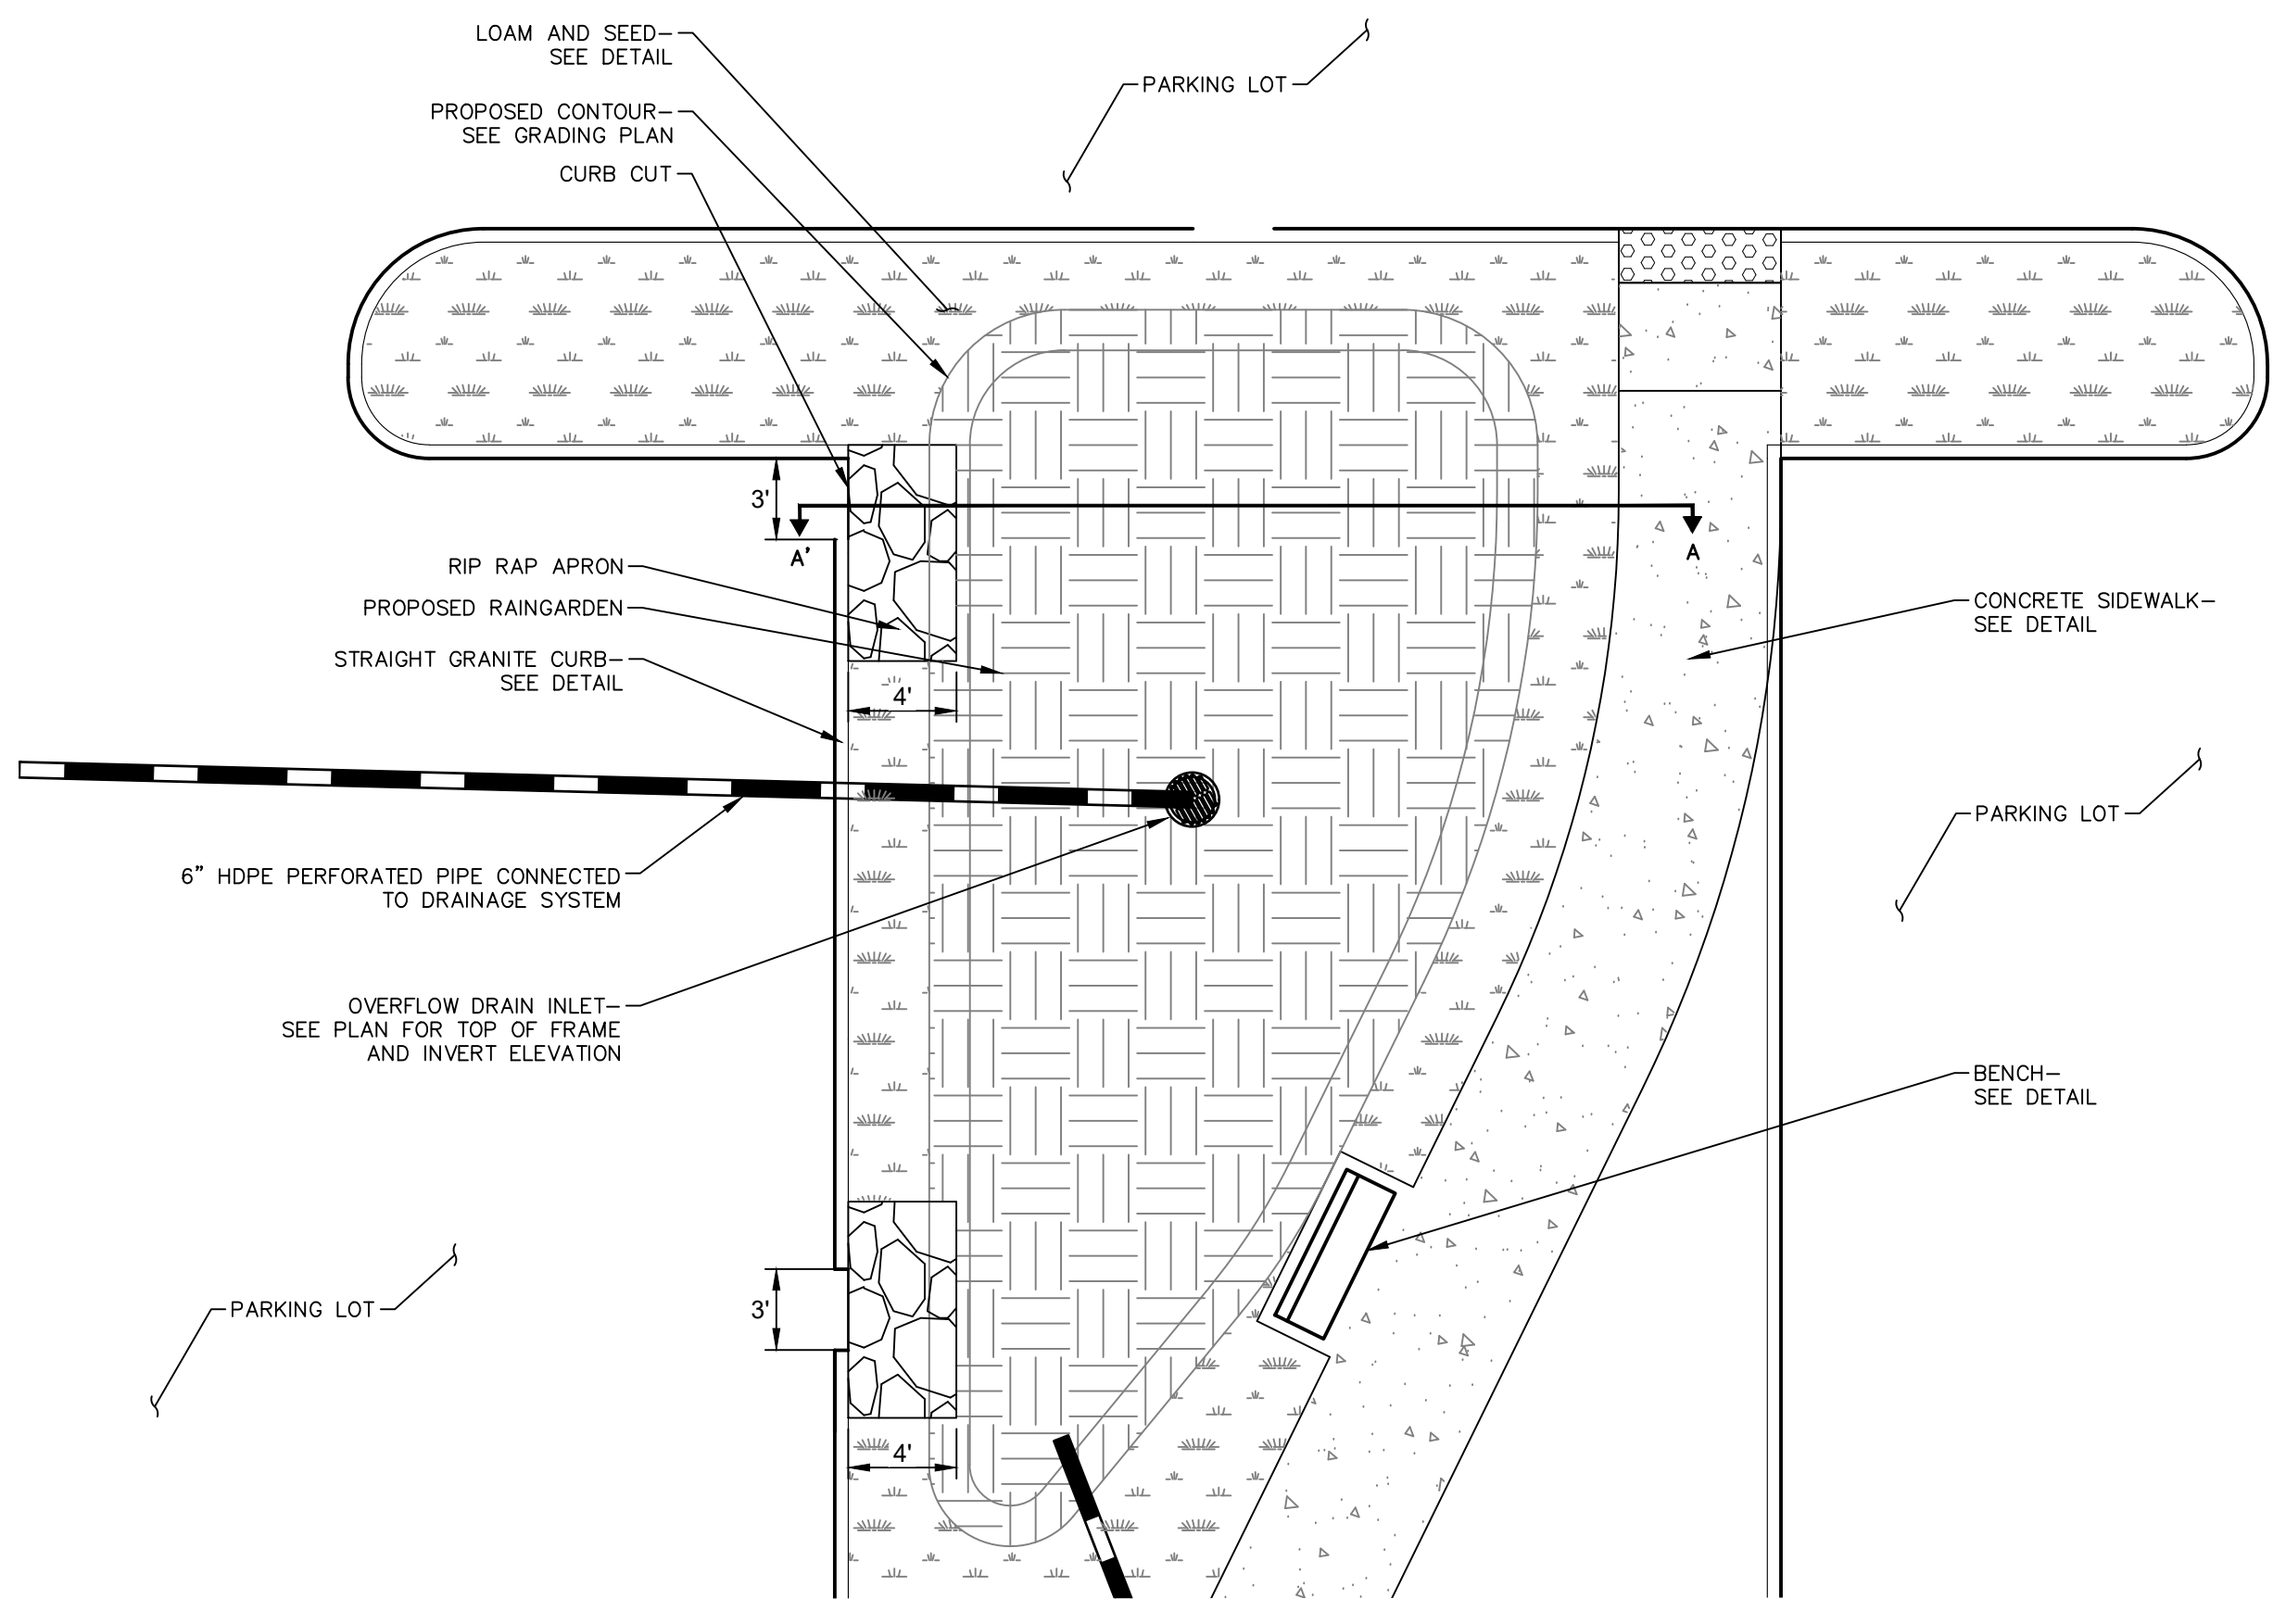 LOAM AND SEED–
SEE DETAIL
PARKING LOT
PROPOSED CONTOUR–
SEE GRADING PLAN
CURB CUT
3'
A'
A
RIP RAP APRON
PROPOSED RAINGARDEN
CONCRETE SIDEWALK–
SEE DETAIL
STRAIGHT GRANITE CURB–
SEE DETAIL
4'
PARKING LOT
6" HDPE PERFORATED PIPE CONNECTED
TO DRAINAGE SYSTEM
OVERFLOW DRAIN INLET–
SEE PLAN FOR TOP OF FRAME
AND INVERT ELEVATION
BENCH–
SEE DETAIL
PARKING LOT
3'
4'